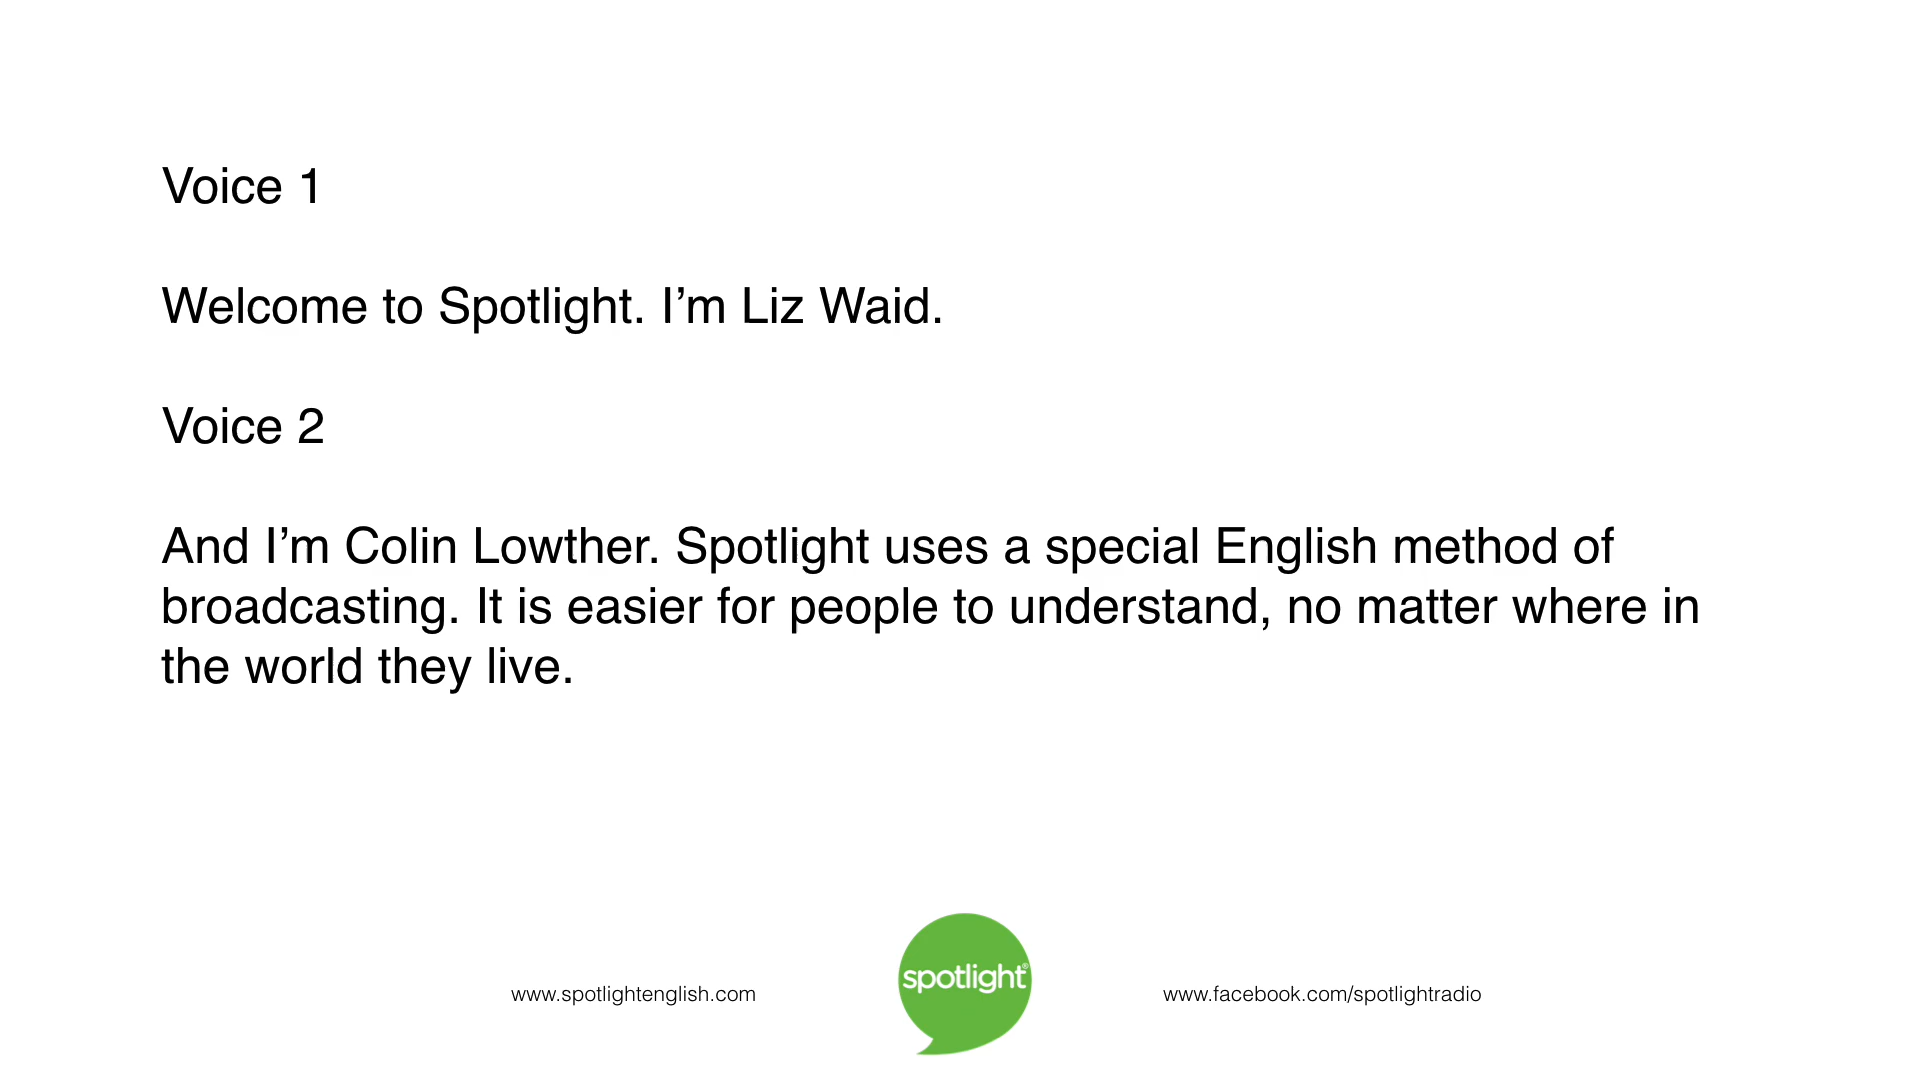 Voice 1
Welcome to Spotlight. I’m Liz Waid.
Voice 2
And I’m Colin Lowther. Spotlight uses a special English method of
broadcasting. It is easier for people to understand, no matter where in
the world they live.
www.spotlightenglish.com
spotlight®
www.facebook.com/spotlightradio